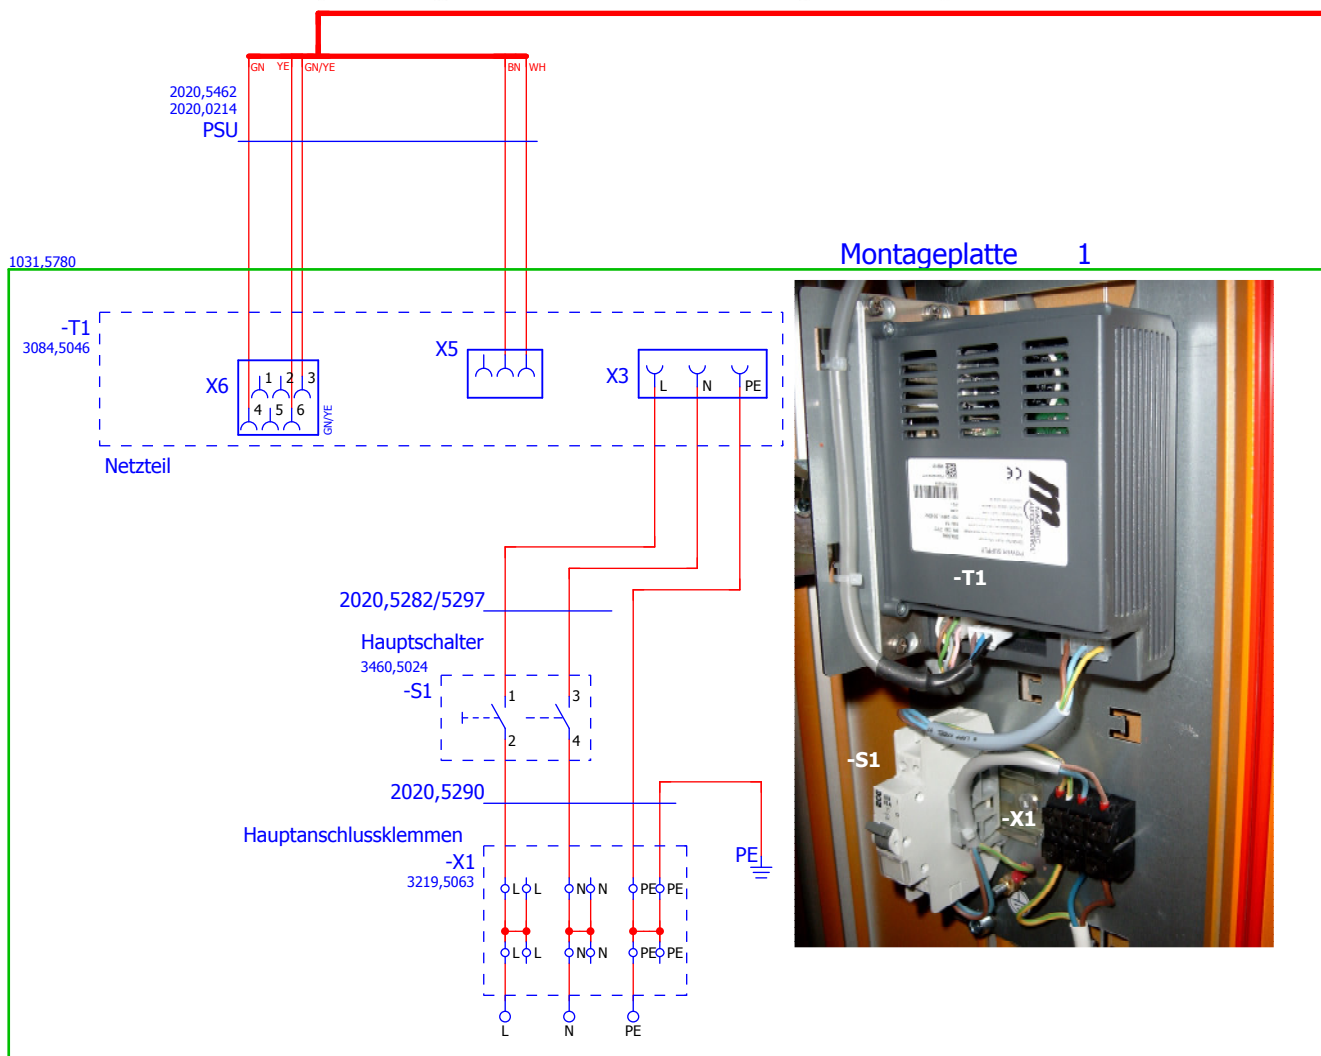 GN YE GN/YE BN WH
2020,5462
2020,0214
PSU
Montageplatte 1
1031,5780
-T1
3084,5046
X6
1 2 3
4 5 6
GN/YE
X5
X3
L N PE
Netzteil
2020,5282/5297
Hauptschalter
3460,5024
-S1
1 3
2 4
2020,5290
Hauptanschlussklemmen
-X1
3219,5063
PE
L L N N PE PE
L L N N PE PE
L N PE
-T1
-S1
-X1